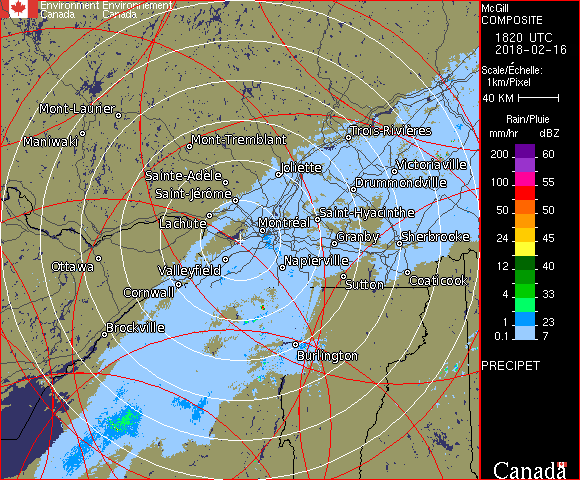 Environment Environnement
Canada Canada
McGill
COMPOSITE
1820 UTC
2018-02-16
Scale/Échelle:
1km/Pixel
40 KM
Rain/Pluie
mm/hr dBZ
200 60
55
100 55
50 50
24 45
12 40
4 33
1 23
0.1 7
PRECIPET
Canada
Mont-Laurier
Maniwaki
Mont-Tremblant
Trois-Rivières
Sainte-Adèle
Joliette
Victoriaville
Saint-Jérôme
Drummondville
Lachute
Saint-Hyacinthe
Montréal
Granby
Sherbrooke
Ottawa
Valleyfield
Napierville
Cornwall
Sutton
Coaticook
Brockville
Burlington